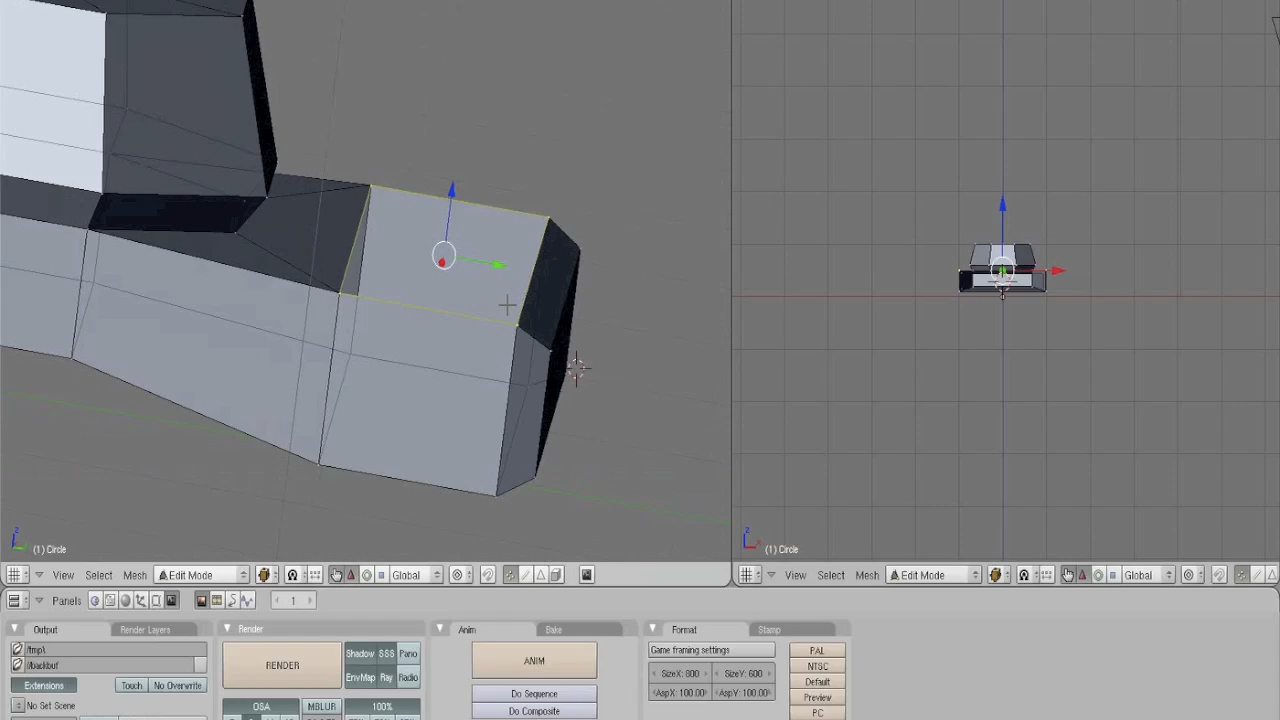 z
(1) Circle
z
x
(1) Circle
View Select Mesh Edit Mode Global
View Select Mesh Edit Mode Global
Panels 1
Output Render Layers
/tmp\
//backbuf
Extensions Touch No Overwrite
No Set Scene
Render
RENDER
Shadow SSS Pano
EnvMap Ray Radio
OSA MBLUR 100%
Anim Bake
ANIM
Do Sequence
Do Composite
Format Stamp
Game framing settings
SizeX: 800 SizeY: 600
AspX: 100.00 AspY: 100.00
PAL
NTSC
Default
Preview
PC